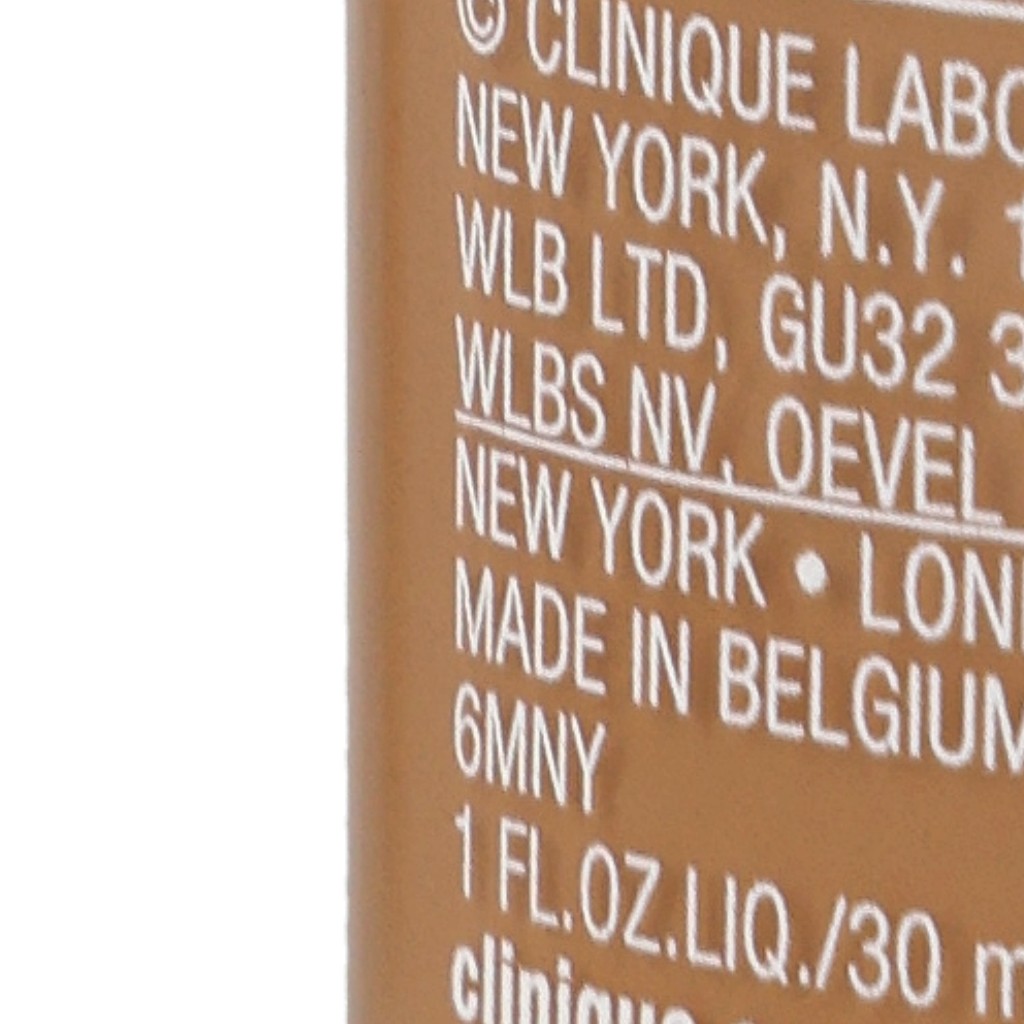 © CLINIQUE LABO
NEW YORK, N.Y. 1
WLB LTD, GU32 3
WLBS NV, OEVEL
NEW YORK • LON
MADE IN BELGIUM
6MNY
1 FL.OZ.LIQ./30 m
clinique